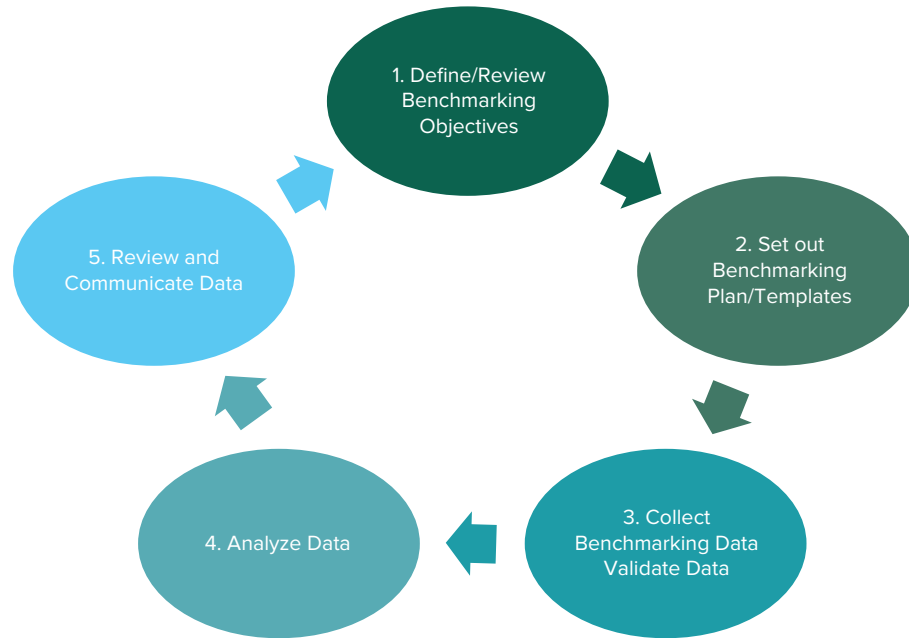 1. Define/Review
Benchmarking
Objectives
2. Set out
Benchmarking
Plan/Templates
3. Collect
Benchmarking Data
Validate Data
4. Analyze Data
5. Review and
Communicate Data